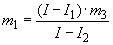 m₁ = (I − I₁) · m₃ / (I − I₂)